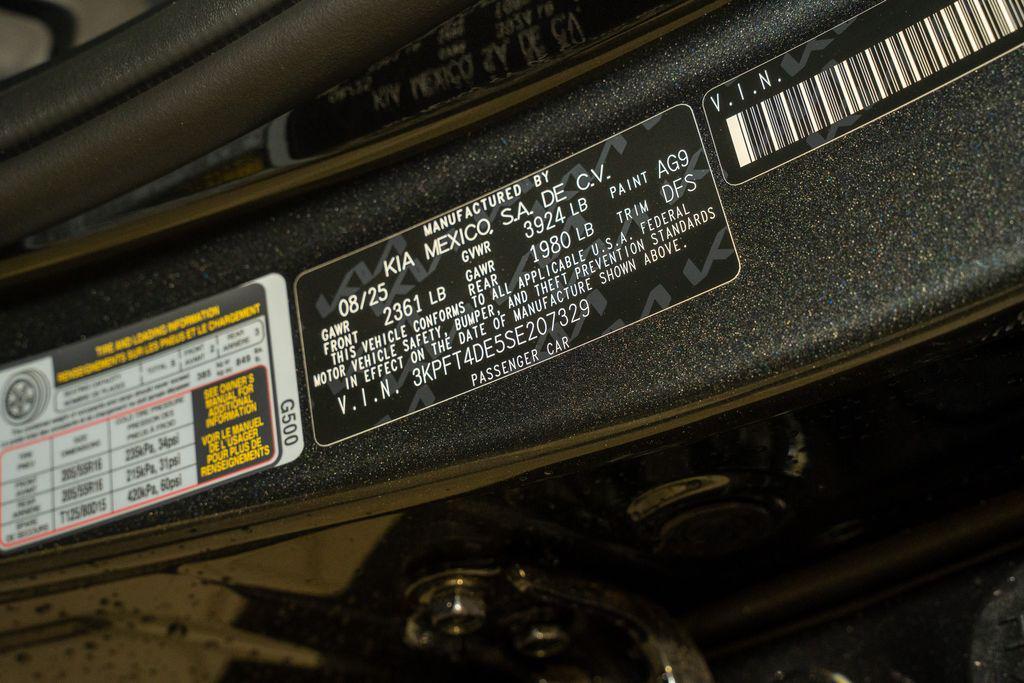 TIRE AND LOADING INFORMATION
RENSEIGNEMENTS SUR LES PNEUS ET LE CHARGEMENT
SEE OWNER'S
MANUAL FOR
ADDITIONAL
INFORMATION
VOIR LE MANUEL
DE L'USAGER
POUR PLUS DE
RENSEIGNEMENTS
205/55R16 235kPa, 34psi
205/55R16 215kPa, 31psi
T125/80D15 420kPa, 60psi
G500
MANUFACTURED BY
08/25 KIA MEXICO, S.A. DE C.V.
GAWR FRONT 2361 LB GVWR 3924 LB PAINT AG9
GAWR REAR 1980 LB TRIM DFS
THIS VEHICLE CONFORMS TO ALL APPLICABLE U.S.A. FEDERAL
MOTOR VEHICLE SAFETY, BUMPER, AND THEFT PREVENTION STANDARDS
IN EFFECT ON THE DATE OF MANUFACTURE SHOWN ABOVE.
V.I.N. 3KPFT4DE5SE207329
PASSENGER CAR
V.I.N.